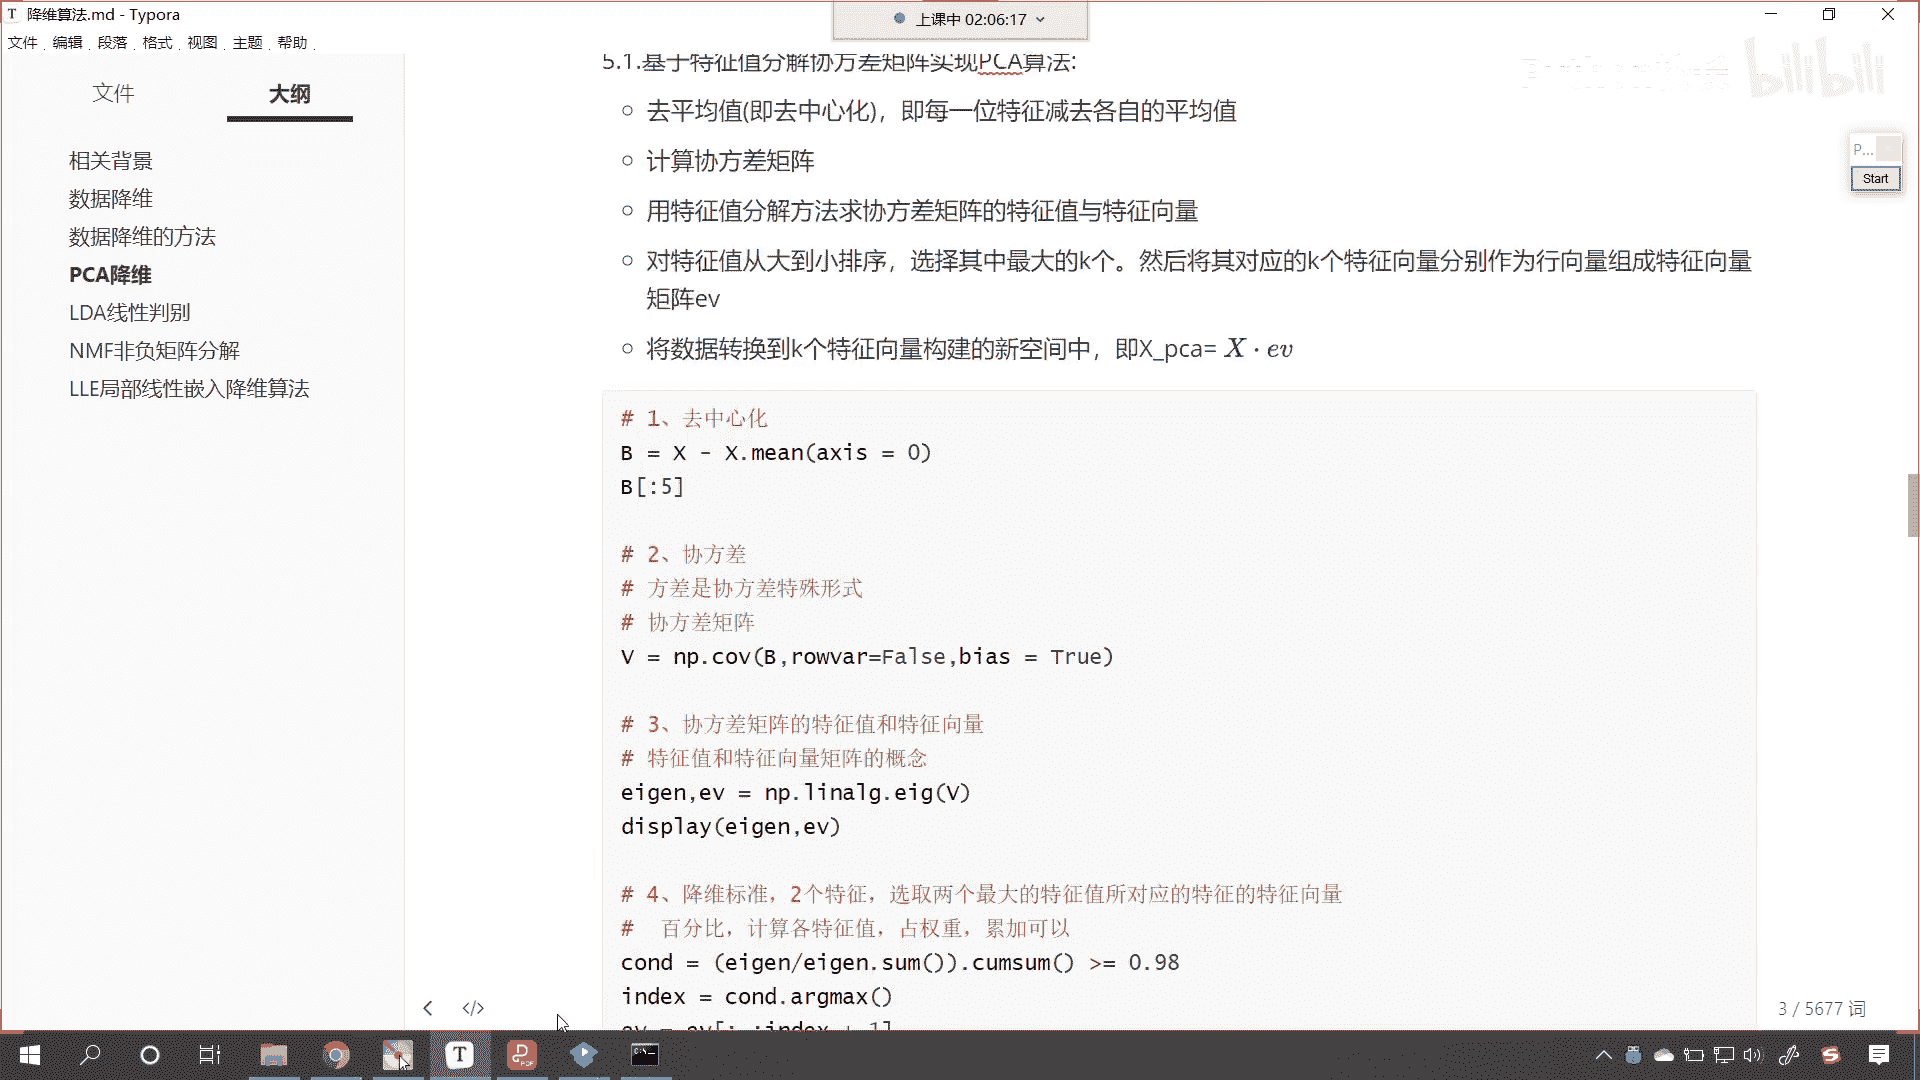 降维算法.md - Typora
上课中 02:06:17
文件 编辑 段落 格式 视图 主题 帮助
文件
大纲
相关背景
数据降维
数据降维的方法
PCA降维
LDA线性判别
NMF非负矩阵分解
LLE局部线性嵌入降维算法
5.1.基于特征值分解协方差矩阵实现PCA算法:
去平均值(即去中心化)，即每一位特征减去各自的平均值
计算协方差矩阵
用特征值分解方法求协方差矩阵的特征值与特征向量
对特征值从大到小排序，选择其中最大的k个。然后将其对应的k个特征向量分别作为行向量组成特征向量
矩阵ev
将数据转换到k个特征向量构建的新空间中，即X_pca= X · ev
# 1、去中心化
B = X - X.mean(axis = 0)
B[:5]
# 2、协方差
# 方差是协方差特殊形式
# 协方差矩阵
V = np.cov(B,rowvar=False,bias = True)
# 3、协方差矩阵的特征值和特征向量
# 特征值和特征向量矩阵的概念
eigen,ev = np.linalg.eig(V)
display(eigen,ev)
# 4、降维标准，2个特征，选取两个最大的特征值所对应的特征的特征向量
# 百分比，计算各特征值，占权重，累加可以
cond = (eigen/eigen.sum()).cumsum() >= 0.98
index = cond.argmax()
ev = ev[:,:index + 1]
bilibili
P...
Start
</>
3 / 5677 词